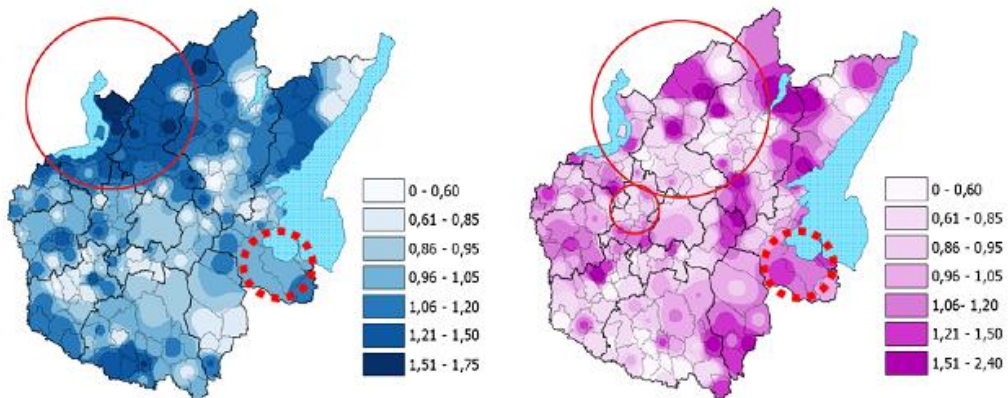 0 - 0,60
0,61 - 0,85
0,86 - 0,95
0,96 - 1,05
1,06 - 1,20
1,21 - 1,50
1,51 - 1,75
0 - 0,60
0,61 - 0,85
0,86 - 0,95
0,96 - 1,05
1,06- 1,20
1,21 - 1,50
1,51 - 2,40